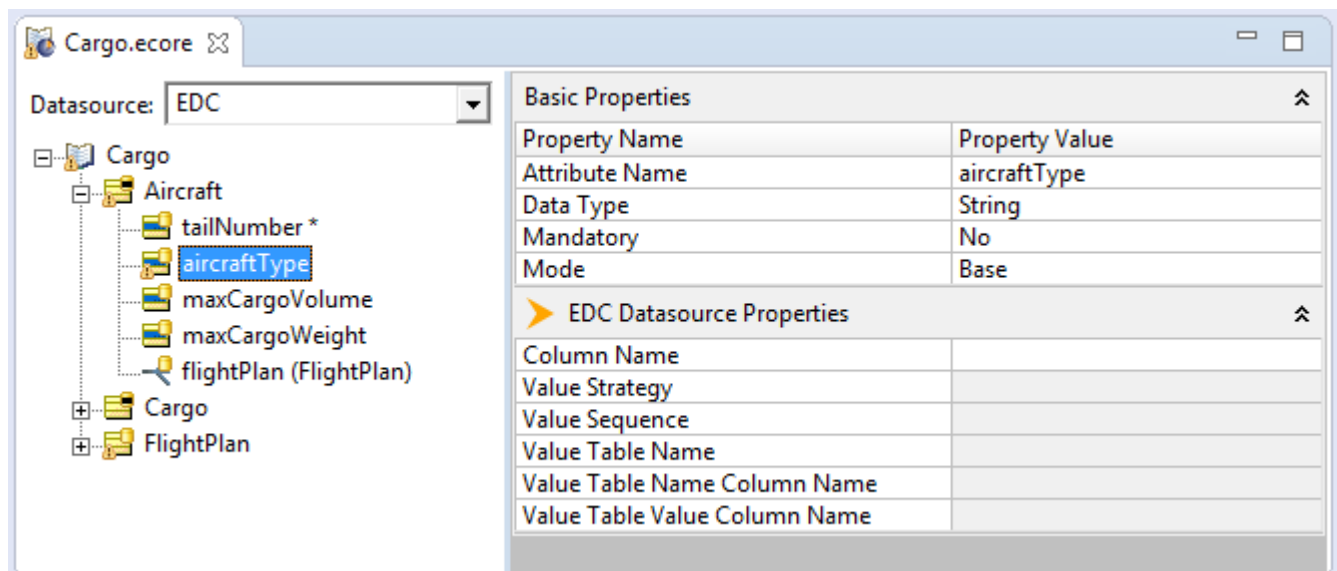 Cargo.ecore
Datasource: EDC
Cargo
Aircraft
tailNumber *
aircraftType
maxCargoVolume
maxCargoWeight
flightPlan (FlightPlan)
Cargo
FlightPlan
Basic Properties
Property Name Property Value
Attribute Name aircraftType
Data Type String
Mandatory No
Mode Base
EDC Datasource Properties
Column Name
Value Strategy
Value Sequence
Value Table Name
Value Table Name Column Name
Value Table Value Column Name